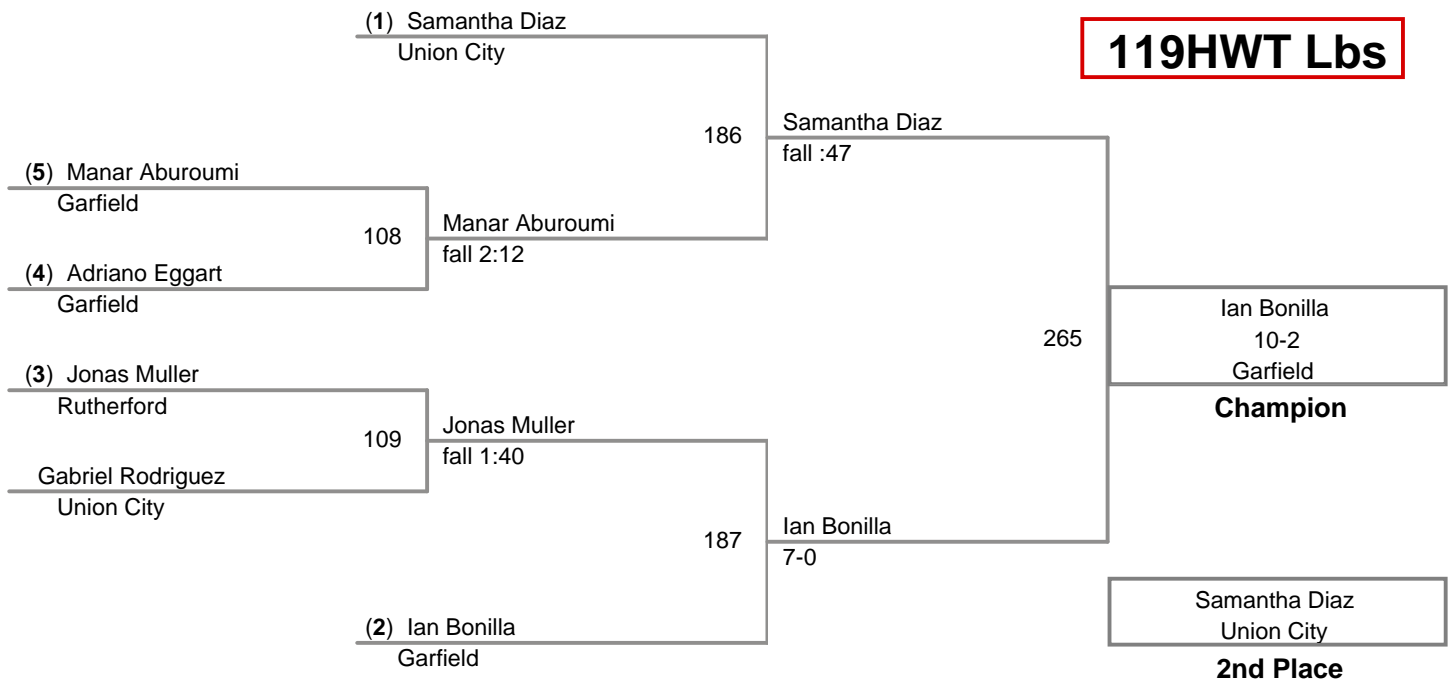 (1) Samantha Diaz
Union City
119HWT Lbs
186
Samantha Diaz
fall :47
(5) Manar Aburoumi
Garfield
108
Manar Aburoumi
fall 2:12
(4) Adriano Eggart
Garfield
265
Ian Bonilla
10-2
Garfield
Champion
(3) Jonas Muller
Rutherford
109
Jonas Muller
fall 1:40
Gabriel Rodriguez
Union City
187
Ian Bonilla
7-0
(2) Ian Bonilla
Garfield
Samantha Diaz
Union City
2nd Place